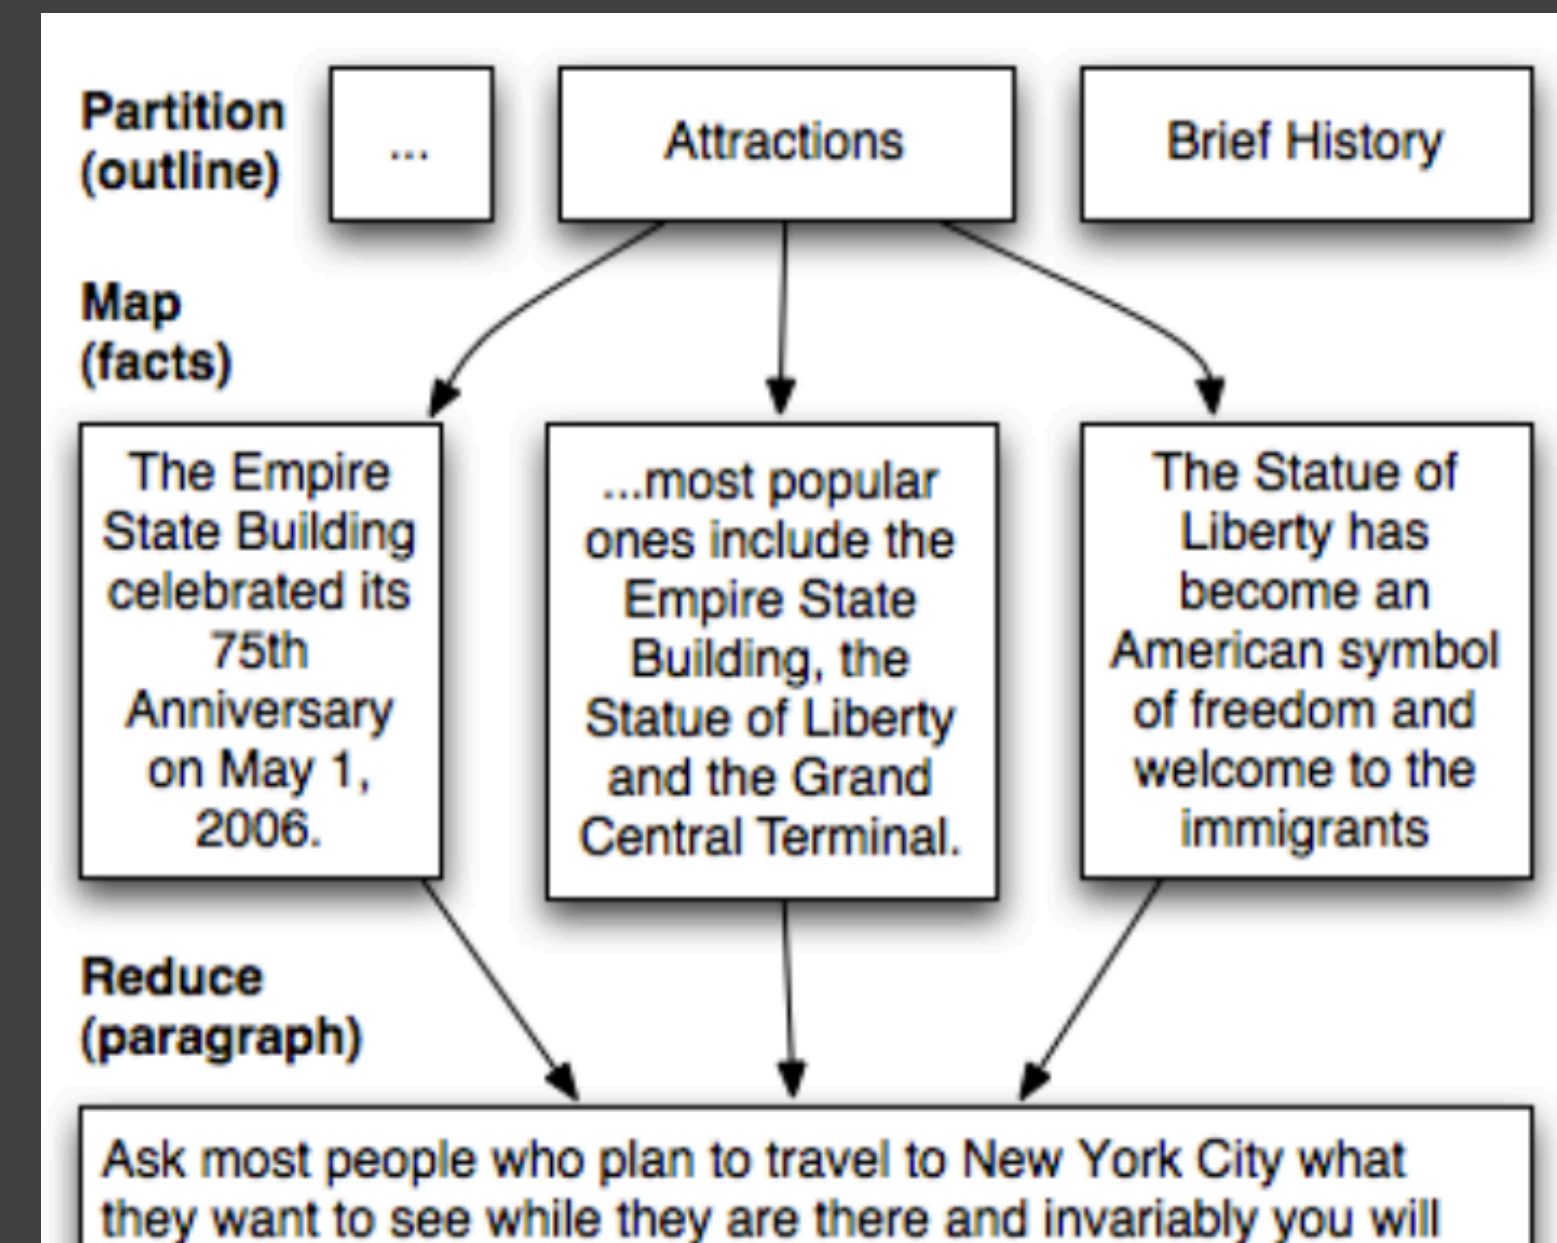 Partition
(outline)
...
Attractions
Brief History
Map
(facts)
The Empire
State Building
celebrated its
75th
Anniversary
on May 1,
2006.
...most popular
ones include the
Empire State
Building, the
Statue of Liberty
and the Grand
Central Terminal.
The Statue of
Liberty has
become an
American symbol
of freedom and
welcome to the
immigrants
Reduce
(paragraph)
Ask most people who plan to travel to New York City what
they want to see while they are there and invariably you will